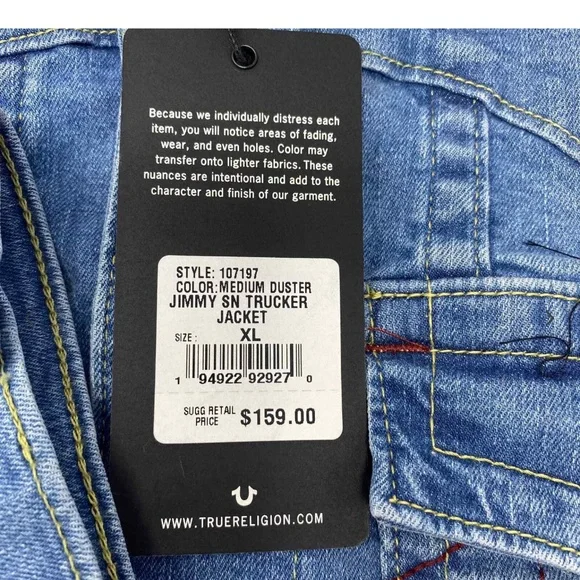 Because we individually distress each
item, you will notice areas of fading,
wear, and even holes. Color may
transfer onto lighter fabrics. These
nuances are intentional and add to the
character and finish of our garment.
STYLE: 107197
COLOR:MEDIUM DUSTER
JIMMY SN TRUCKER
JACKET
SIZE: XL
1 94922 92927 0
SUGG RETAIL
PRICE $159.00
WWW.TRUERELIGION.COM